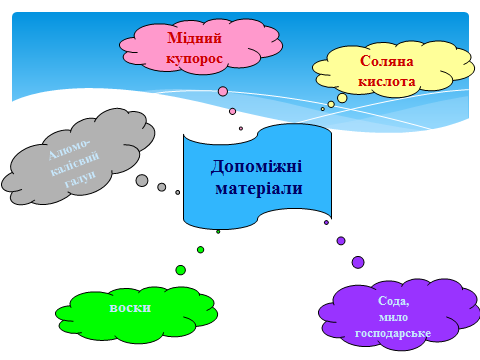 Мідний
купорос
Соляна
кислота
Алюмо-
калієвий
галун
Допоміжні
матеріали
воски
Сода,
мило
господарське